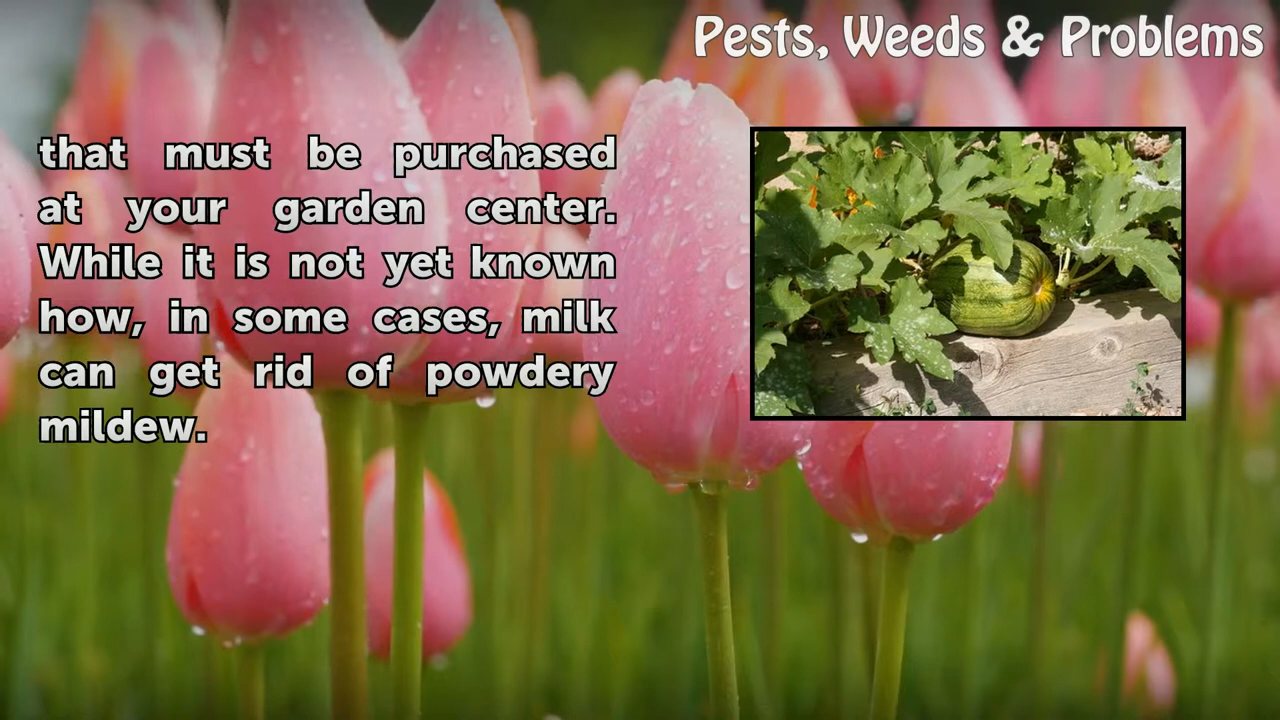 Pests, Weeds & Problems
that must be purchased
at your garden center.
While it is not yet known
how, in some cases, milk
can get rid of powdery
mildew.